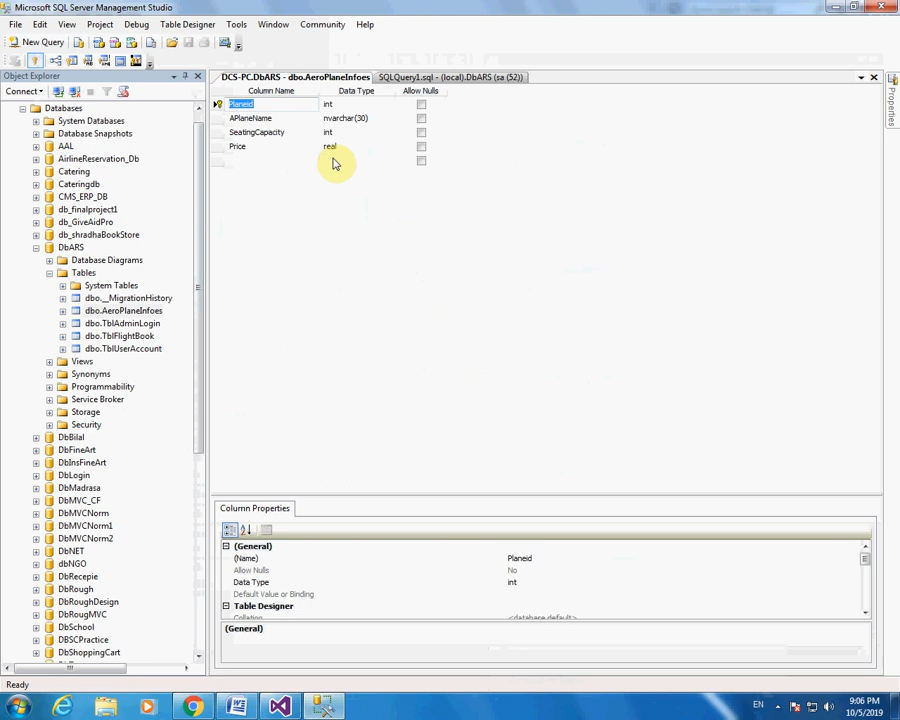 Microsoft SQL Server Management Studio
File Edit View Project Debug Table Designer Tools Window Community Help
New Query
Object Explorer
Connect
Databases
System Databases
Database Snapshots
AAL
AirlineReservation_Db
Catering
Cateringdb
CMS_ERP_DB
db_finalproject1
db_GiveAidPro
db_shradhaBookStore
DbARS
Database Diagrams
Tables
System Tables
dbo.__MigrationHistory
dbo.AeroPlaneInfoes
dbo.TblAdminLogin
dbo.TblFlightBook
dbo.TblUserAccount
Views
Synonyms
Programmability
Service Broker
Storage
Security
DbBilal
DbFineArt
DbInsFineArt
DbLogin
DbMadrasa
DbMVC_CF
DbMVCNorm
DbMVCNorm1
DbMVCNorm2
DbNET
dbNGO
DbRecepie
DbRough
DbRoughDesign
DbRougMVC
DbSchool
DBSCPractice
DbShoppingCart
DCS-PC.DbARS - dbo.AeroPlaneInfoes SQLQuery1.sql - (local).DbARS (sa (52))
Column Name Data Type Allow Nulls
Planeid int
APlaneName nvarchar(30)
SeatingCapacity int
Price real
Column Properties
(General)
(Name) Planeid
Allow Nulls No
Data Type int
Default Value or Binding
Table Designer
Collation <database default>
(General)
Properties
Ready
EN
9:06 PM
10/5/2019